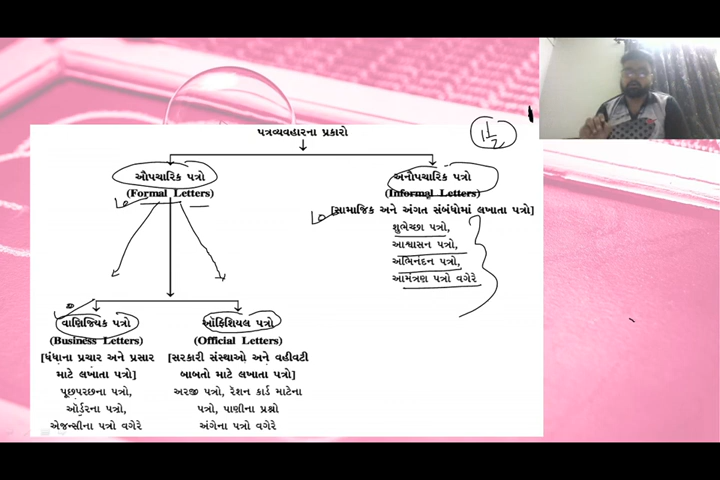 પત્રવ્યવહારના પ્રકારો
1/2
ઔપચારિક પત્રો
(Formal Letters)
અનૌપચારિક પત્રો
(Informal Letters)
[સામાજિક અને અંગત સંબંધોમાં લખાતા પત્રો]
શુભેચ્છા પત્રો,
આશ્વાસન પત્રો,
અભિનંદન પત્રો,
આમંત્રણ પત્રો વગેરે
વાણિજ્યિક પત્રો
(Business Letters)
[ધંધાના પ્રચાર અને પ્રસાર
માટે લખાતા પત્રો]
પૂછપરછના પત્રો,
ઑર્ડરના પત્રો,
એજન્સીના પત્રો વગેરે
ઑફિશિયલ પત્રો
(Official Letters)
[સરકારી સંસ્થાઓ અને વહીવટી
બાબતો માટે લખાતા પત્રો]
અરજી પત્રો, રૅશન કાર્ડ માટેના
પત્રો, પાણીના પ્રશ્નો
અંગેના પત્રો વગેરે